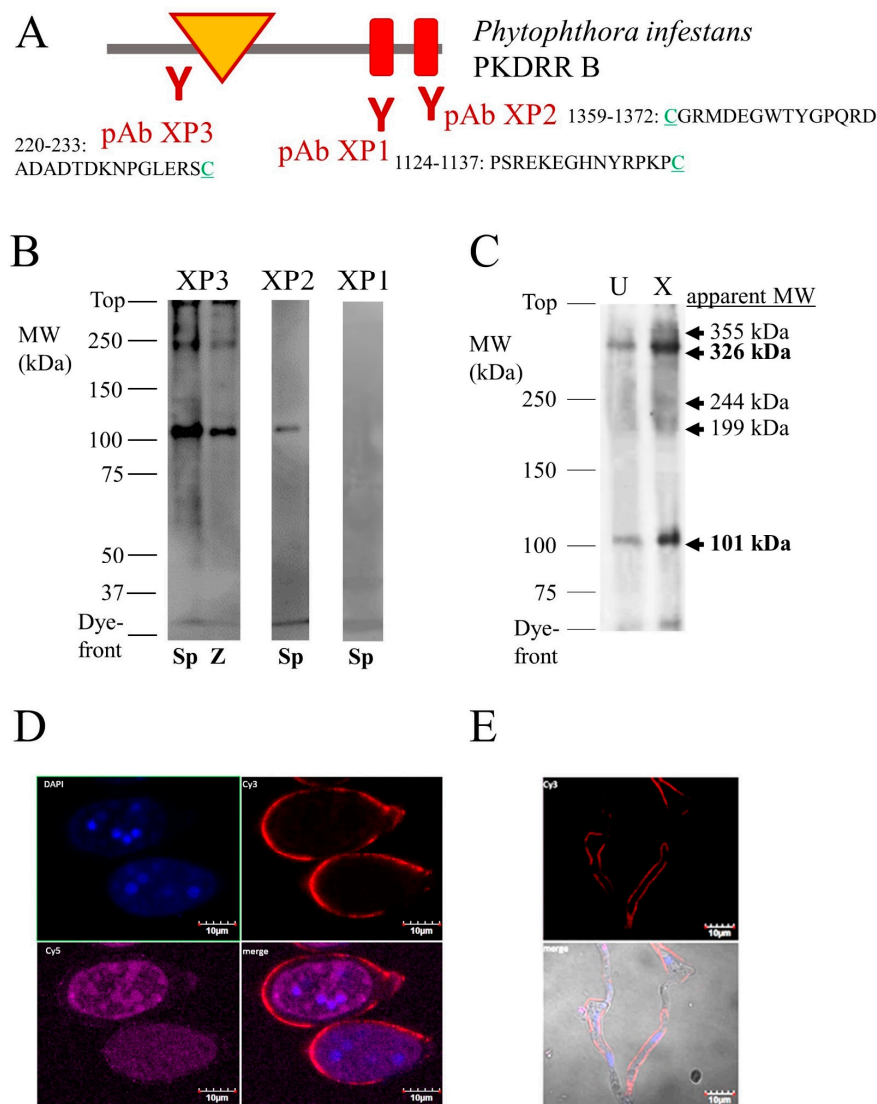 A
Phytophthora infestans
PKDRR B
pAb XP3
pAb XP2 1359-1372: CGRMDEGWTYGPQRD
220-233:
ADADTDKNPGLERSC
pAb XP1
1124-1137: PSREKEGHNYRPKPC
B
XP3 XP2 XP1
Top
MW
(kDa)
250
150
100
75
50
37
Dye-
front
Sp Z Sp Sp
C
U X apparent MW
Top
MW
(kDa)
250
150
100
75
Dye-
front
355 kDa
326 kDa
244 kDa
199 kDa
101 kDa
D
DAPI
10µm
Cy3
10µm
Cy5
10µm
merge
10µm
E
Cy3
10µm
merge
10µm